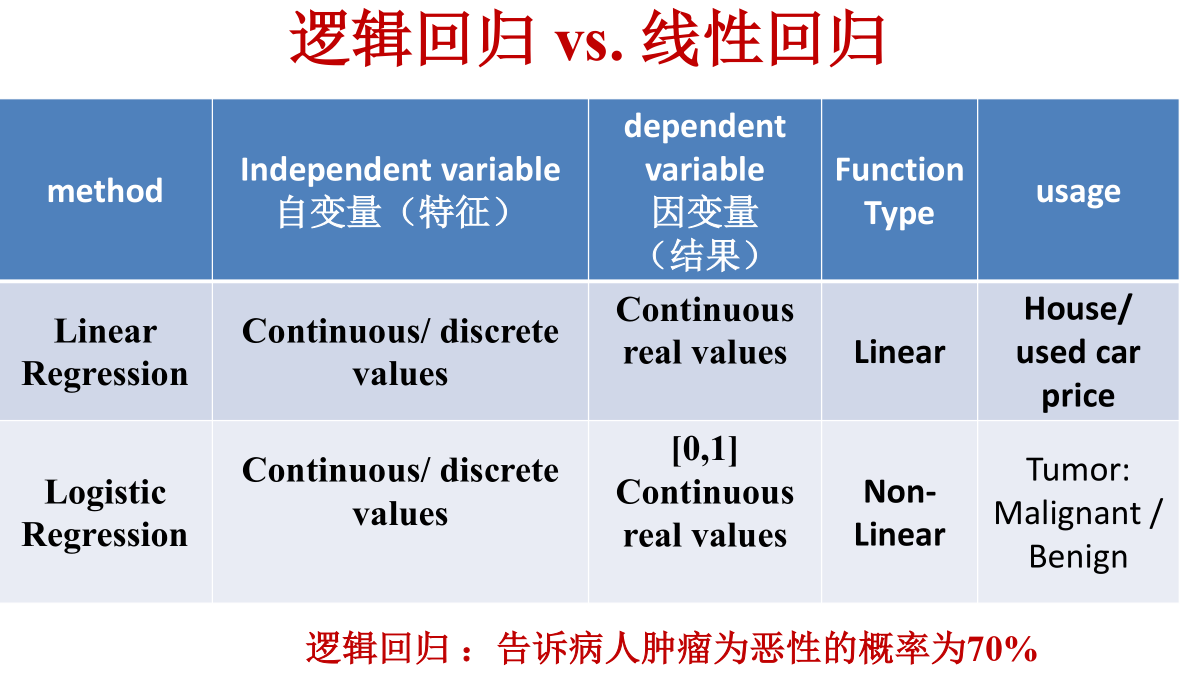 逻辑回归 vs. 线性回归
method
Independent variable
自变量（特征）
dependent
variable
因变量
（结果）
Function
Type
usage
Linear
Regression
Continuous/ discrete
values
Continuous
real values
Linear
House/
used car
price
Logistic
Regression
Continuous/ discrete
values
[0,1]
Continuous
real values
Non-
Linear
Tumor:
Malignant /
Benign
逻辑回归 ：告诉病人肿瘤为恶性的概率为70%